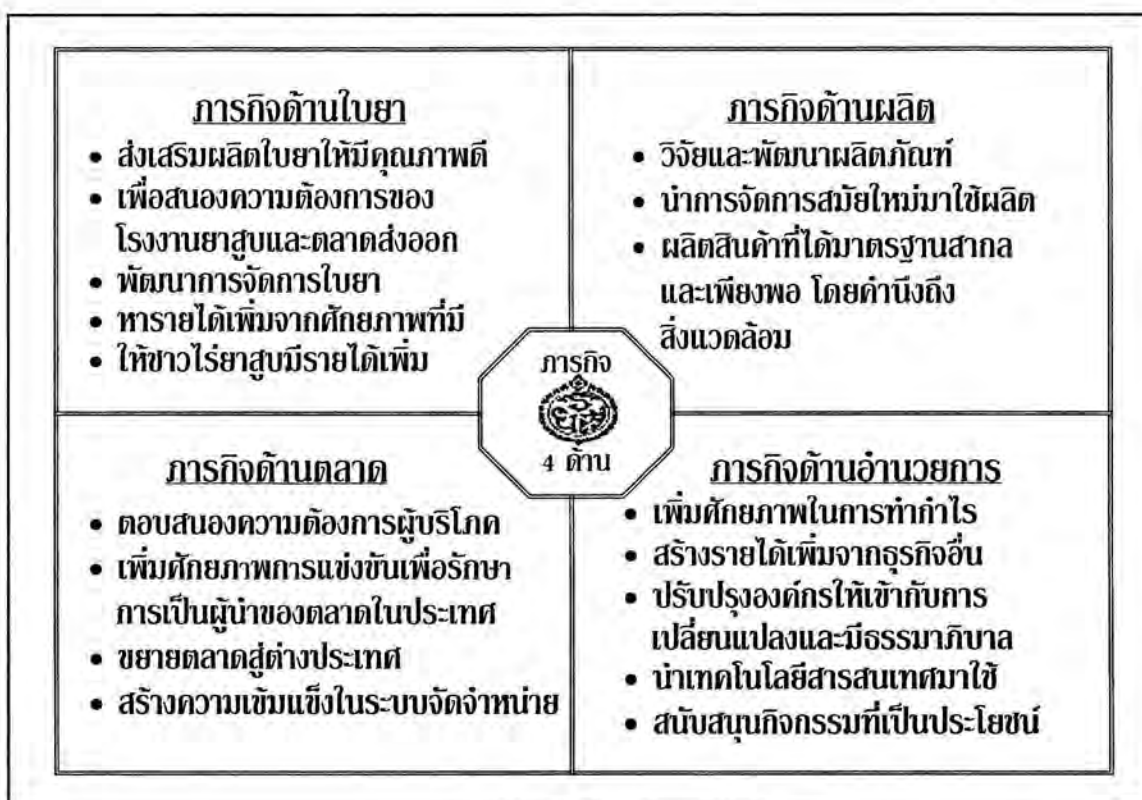 ภารกิจด้านใบยา
• ส่งเสริมผลิตใบยาให้มีคุณภาพดี
• เพื่อสนองความต้องการของ
โรงงานยาสูบและตลาดส่งออก
• พัฒนาการจัดการใบยา
• หารายได้เพิ่มจากศักยภาพที่มี
• ให้ชาวไร่ยาสูบมีรายได้เพิ่ม
ภารกิจด้านผลิต
• วิจัยและพัฒนาผลิตภัณฑ์
• นำการจัดการสมัยใหม่มาใช้ผลิต
• ผลิตสินค้าที่ได้มาตรฐานสากล
และเพียงพอ โดยคำนึงถึง
สิ่งแวดล้อม
ภารกิจ
4 ด้าน
ภารกิจด้านตลาด
• ตอบสนองความต้องการผู้บริโภค
• เพิ่มศักยภาพการแข่งขันเพื่อรักษา
การเป็นผู้นำของตลาดในประเทศ
• ขยายตลาดสู่ต่างประเทศ
• สร้างความเข้มแข็งในระบบจัดจำหน่าย
ภารกิจด้านอำนวยการ
• เพิ่มศักยภาพในการทำกำไร
• สร้างรายได้เพิ่มจากธุรกิจอื่น
• ปรับปรุงองค์กรให้เข้ากับการ
เปลี่ยนแปลงและมีธรรมาภิบาล
• นำเทคโนโลยีสารสนเทศมาใช้
• สนับสนุนกิจกรรมที่เป็นประโยชน์